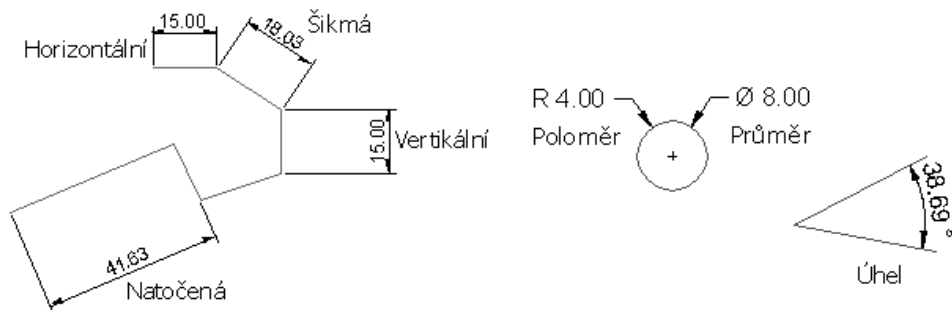 15.00
Horizontální
18.03
Šikmá
15.00
Vertikální
41.63
Natočená
R 4.00
Poloměr
Ø 8.00
Průměr
38.69 °
Úhel